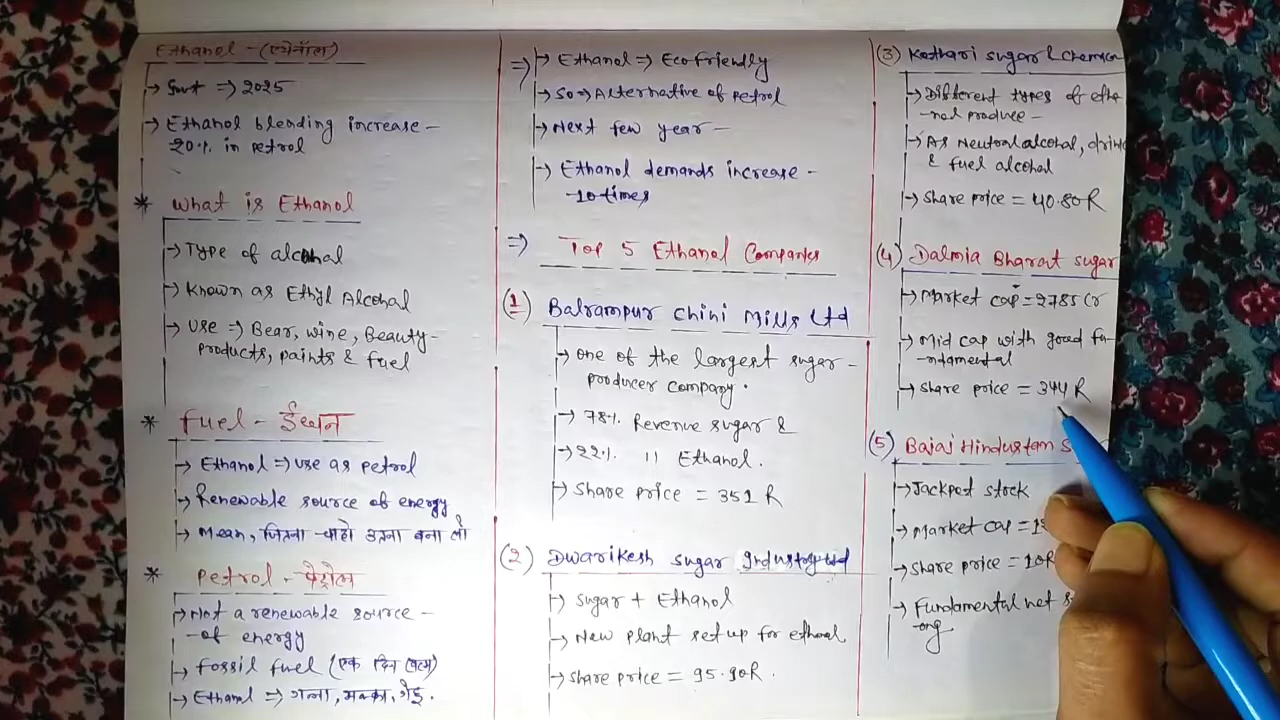 Ethanol - (एथेनॉल)
→ Govt ⇒ 2025
→ Ethanol blending increase -
20% in petrol
* What is Ethanol
→ Type of alcohal
→ Known as Ethyl Alcohal
→ Use ⇒ Bear, wine, Beauty-
products, paints & fuel
* Fuel - ईंधन
→ Ethanol ⇒ use as petrol
→ Renewable source of energy
→ Mean, जितना चाहो उतना बना लो
* Petrol - पेट्रोल
→ Not a renewable source -
- of energy
→ Fossil fuel (एक दिन खत्म)
→ Ethanol ⇒ गन्ना, मक्का, गेहू.
⇒ → Ethanol ⇒ Eco friendly
→ So → Alternative of petrol
→ Next few year -
→ Ethanol demands increase -
- 10 times
⇒ Top 5 Ethanol Companies
(1) Balrampur Chini Mills Ltd
→ One of the largest sugar -
producer company.
→ 78% Revenue sugar &
→ 22% 11 Ethanol.
→ Share price = 351 R
(2) Dwarikesh sugar Industry Ltd
→ Sugar + Ethanol
→ New plant set up for ethanol
→ Share price = 95.90R.
(3) Kothari sugar & chemica
→ Different types of etha
- nol produce -
→ As Neutral alcohal, drink
& fuel alcohal
→ Share price = 40.80 R
(4) Dalmia Bharat sugar
→ Market cap = 2785 Cr
→ Mid cap with good fu-
- ndamental
→ Share price = 344 R
(5) Bajaj Hindustan S
→ Jackpot stock
→ Market cap = 1
→ Share price = 10R
→ Fundamental not s
- ong